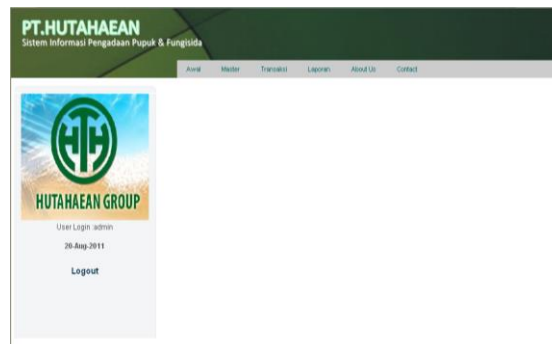 PT.HUTAHAEAN
Sistem Informasi Pengadaan Pupuk & Fungisida
Awal Master Transaksi Laporan About Us Contact
HTH
HUTAHAEAN GROUP
User Login :admin
20-Aug-2011
Logout